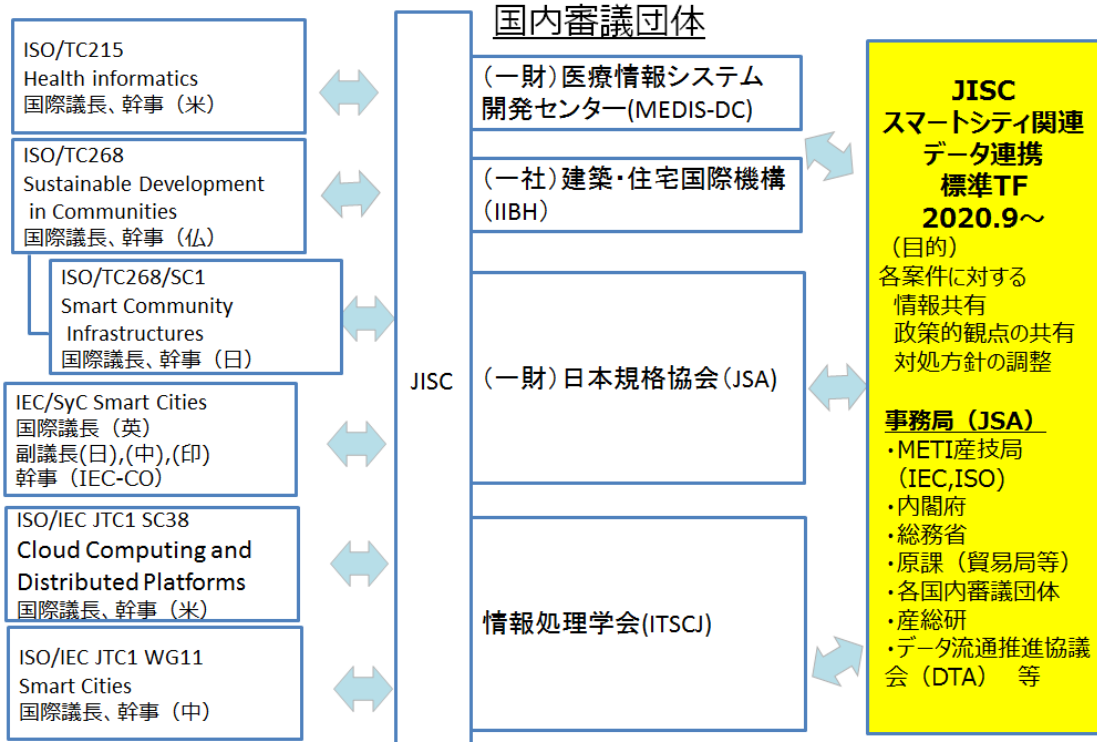 国内審議団体
ISO/TC215
Health informatics
国際議長、幹事（米）
ISO/TC268
Sustainable Development
in Communities
国際議長、幹事（仏）
ISO/TC268/SC1
Smart Community
Infrastructures
国際議長、幹事（日）
IEC/SyC Smart Cities
国際議長（英）
副議長(日),(中),(印)
幹事（IEC-CO）
ISO/IEC JTC1 SC38
Cloud Computing and
Distributed Platforms
国際議長、幹事（米）
ISO/IEC JTC1 WG11
Smart Cities
国際議長、幹事（中）
JISC
（一財）医療情報システム
開発センター(MEDIS-DC)
（一社）建築・住宅国際機構
(IIBH)
（一財）日本規格協会（JSA)
情報処理学会(ITSCJ)
JISC
スマートシティ関連
データ連携
標準TF
2020.9～
（目的）
各案件に対する
情報共有
政策的観点の共有
対処方針の調整
事務局（JSA）
・METI産技局
（IEC,ISO)
・内閣府
・総務省
・原課（貿易局等）
・各国内審議団体
・産総研
・データ流通推進協議
会（DTA） 等